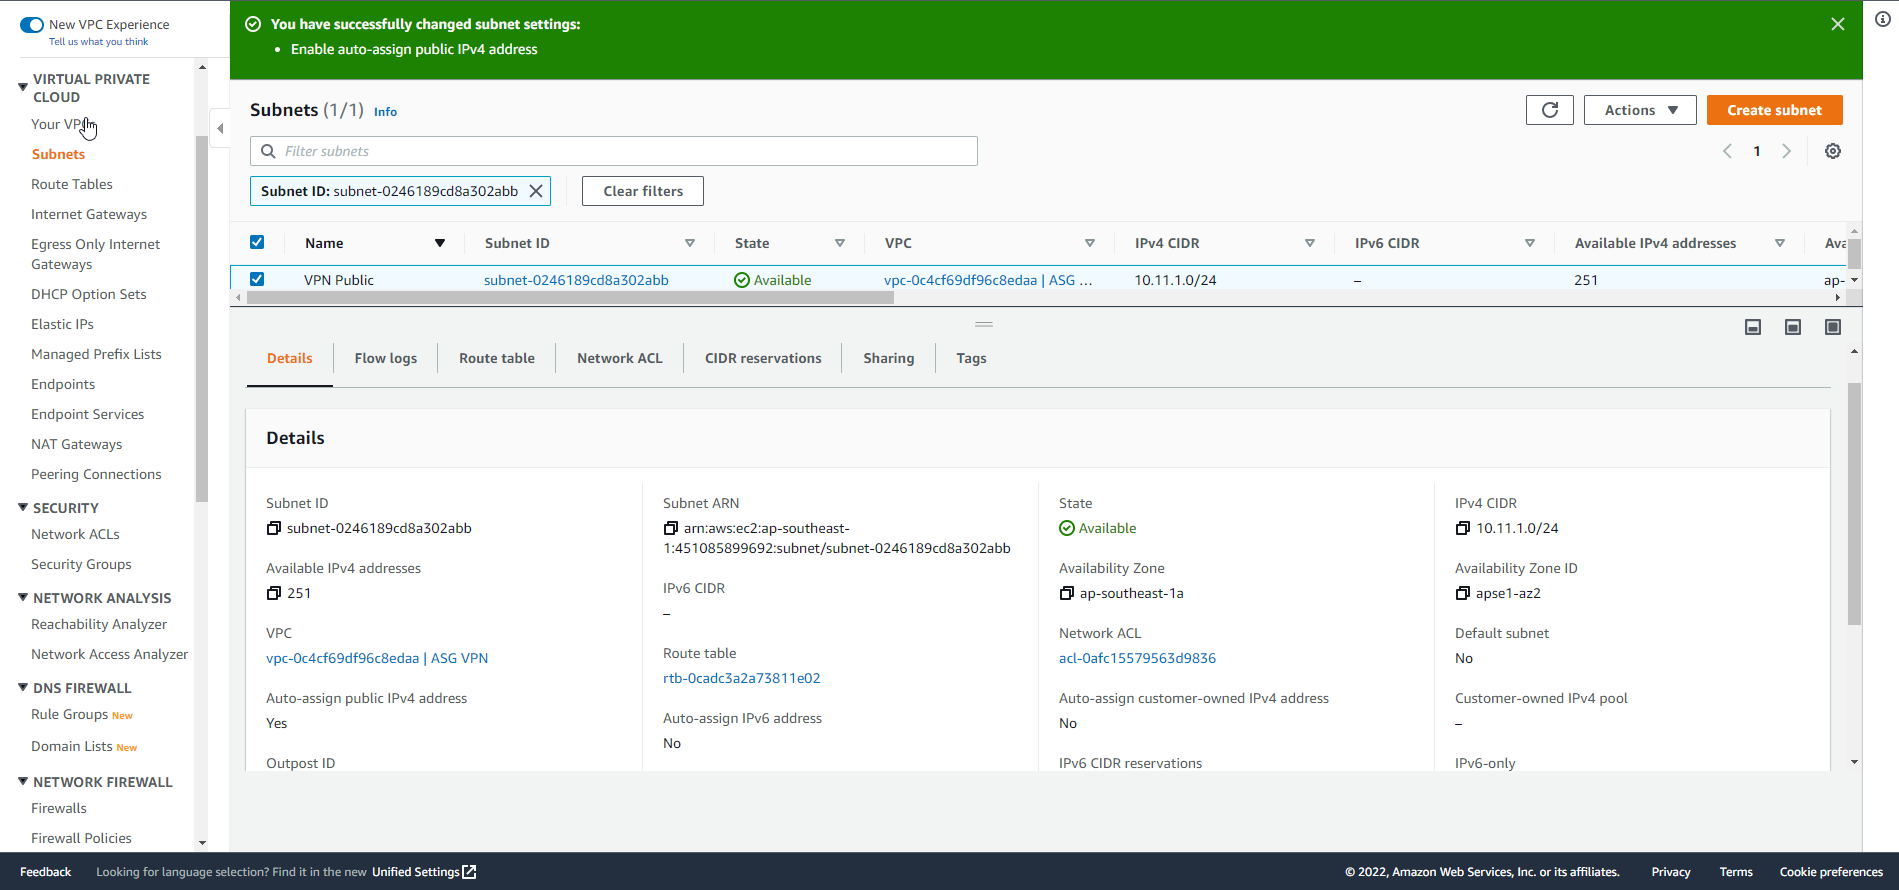 New VPC Experience
Tell us what you think
VIRTUAL PRIVATE
CLOUD
Subnets
Route Tables
Internet Gateways
Egress Only Internet
Gateways
DHCP Option Sets
Elastic IPs
Managed Prefix Lists
Endpoints
Endpoint Services
NAT Gateways
Peering Connections
SECURITY
Network ACLs
Security Groups
NETWORK ANALYSIS
Reachability Analyzer
Network Access Analyzer
DNS FIREWALL
Rule Groups New
Domain Lists New
NETWORK FIREWALL
Firewalls
Firewall Policies
You have successfully changed subnet settings:
• Enable auto-assign public IPv4 address
Subnets (1/1) Info
Actions
Create subnet
Filter subnets
1
Subnet ID: subnet-0246189cd8a302abb
Clear filters
Name Subnet ID State VPC IPv4 CIDR IPv6 CIDR Available IPv4 addresses Ava
VPN Public subnet-0246189cd8a302abb Available vpc-0c4cf69df96c8edaa | ASG ... 10.11.1.0/24 – 251 ap-
Details Flow logs Route table Network ACL CIDR reservations Sharing Tags
Details
Subnet ID
subnet-0246189cd8a302abb
Available IPv4 addresses
251
VPC
vpc-0c4cf69df96c8edaa | ASG VPN
Auto-assign public IPv4 address
Yes
Outpost ID
Subnet ARN
arn:aws:ec2:ap-southeast-
1:451085899692:subnet/subnet-0246189cd8a302abb
IPv6 CIDR
–
Route table
rtb-0cadc3a2a73811e02
Auto-assign IPv6 address
No
State
Available
Availability Zone
ap-southeast-1a
Network ACL
acl-0afc15579563d9836
Auto-assign customer-owned IPv4 address
No
IPv6 CIDR reservations
IPv4 CIDR
10.11.1.0/24
Availability Zone ID
apse1-az2
Default subnet
No
Customer-owned IPv4 pool
–
IPv6-only
Feedback Looking for language selection? Find it in the new Unified Settings © 2022, Amazon Web Services, Inc. or its affiliates. Privacy Terms Cookie preferences